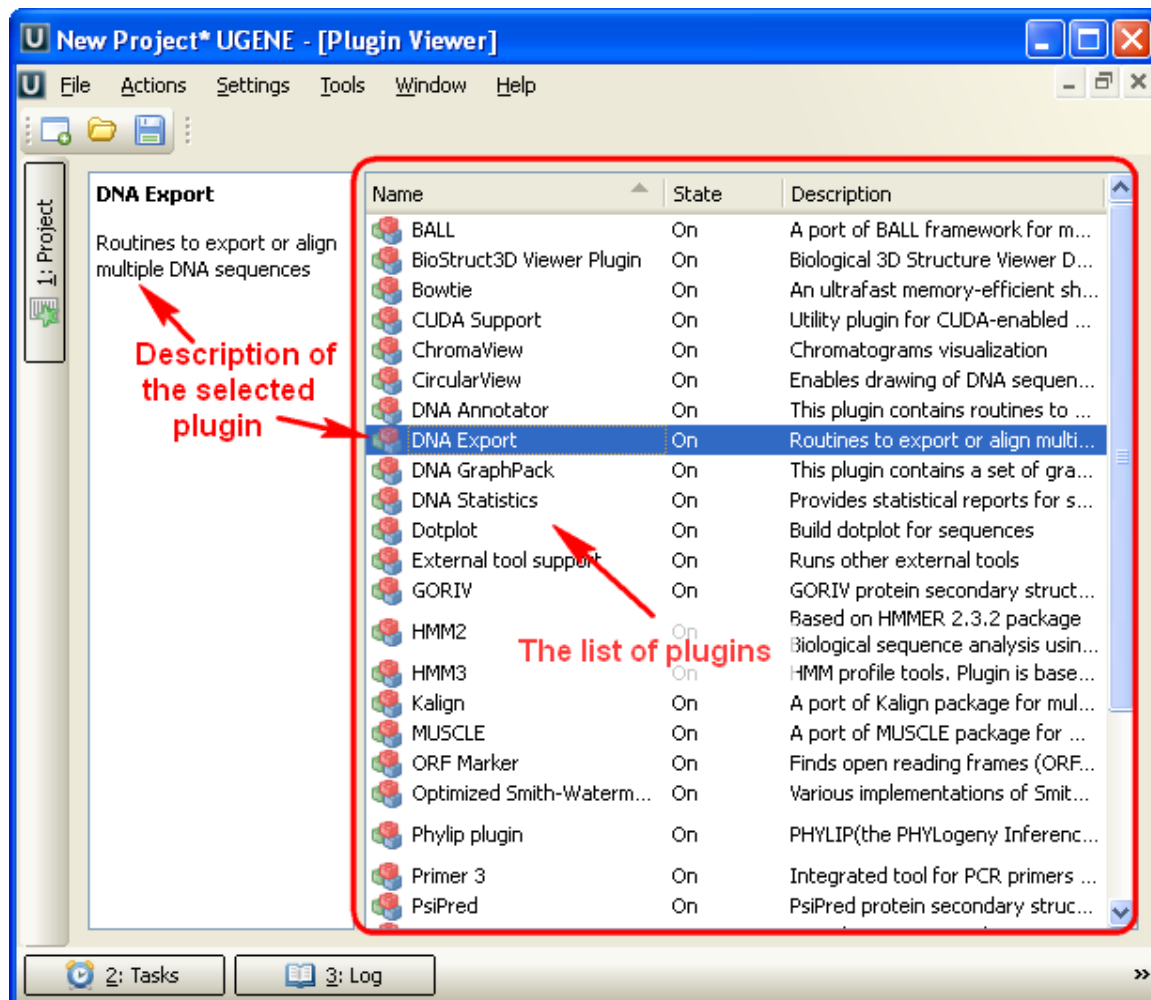 New Project* UGENE - [Plugin Viewer]
File Actions Settings Tools Window Help
1: Project
DNA Export
Routines to export or align
multiple DNA sequences
Description of
the selected
plugin
Name State Description
BALL On A port of BALL framework for m...
BioStruct3D Viewer Plugin On Biological 3D Structure Viewer D...
Bowtie On An ultrafast memory-efficient sh...
CUDA Support On Utility plugin for CUDA-enabled ...
ChromaView On Chromatograms visualization
CircularView On Enables drawing of DNA sequen...
DNA Annotator On This plugin contains routines to ...
DNA Export On Routines to export or align multi...
DNA GraphPack On This plugin contains a set of gra...
DNA Statistics On Provides statistical reports for s...
Dotplot On Build dotplot for sequences
External tool support On Runs other external tools
GORIV On GORIV protein secondary struct...
HMM2 On Based on HMMER 2.3.2 package
Biological sequence analysis usin...
The list of plugins
HMM3 On HMM profile tools. Plugin is base...
Kalign On A port of Kalign package for mul...
MUSCLE On A port of MUSCLE package for ...
ORF Marker On Finds open reading frames (ORF...
Optimized Smith-Waterm... On Various implementations of Smit...
Phylip plugin On PHYLIP(the PHYLogeny Inferenc...
Primer 3 On Integrated tool for PCR primers ...
PsiPred On PsiPred protein secondary struc...
2: Tasks 3: Log